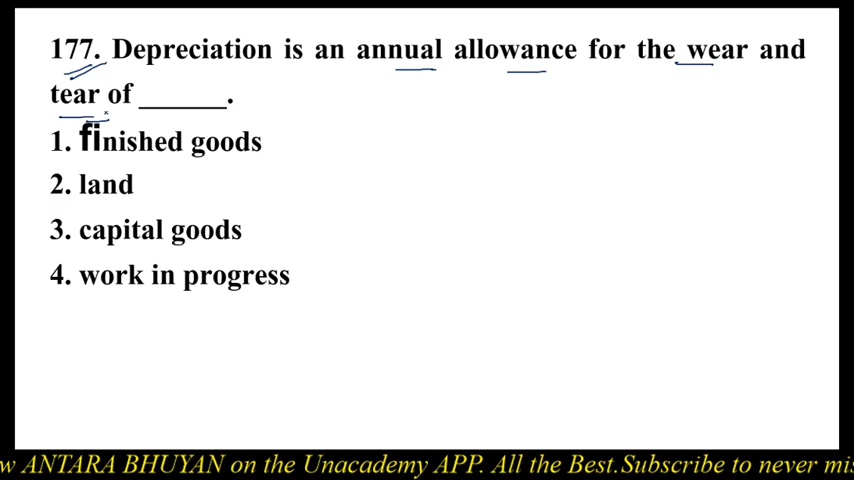 177. Depreciation is an annual allowance for the wear and
tear of ______.
1. finished goods
2. land
3. capital goods
4. work in progress
w ANTARA BHUYAN on the Unacademy APP. All the Best.Subscribe to never mis